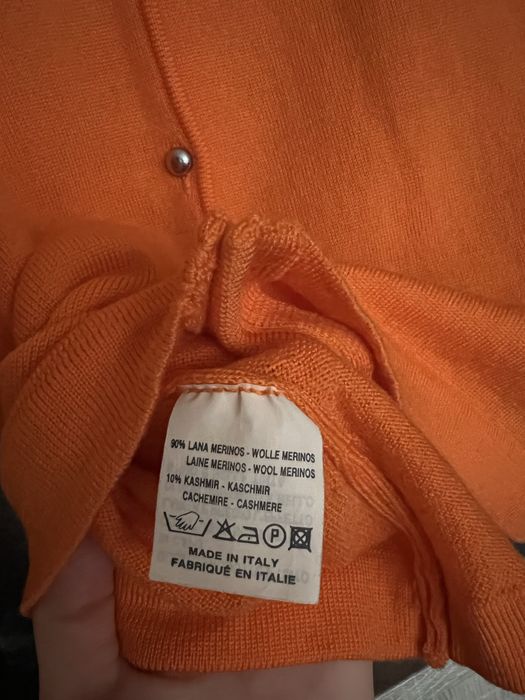 90% LANA MERINOS - WOLLE MERINOS
LAINE MERINOS - WOOL MERINOS
10% KASHMIR - KASCHMIR
CACHEMIRE - CASHMERE
P
MADE IN ITALY
FABRIQUÉ EN ITALIE